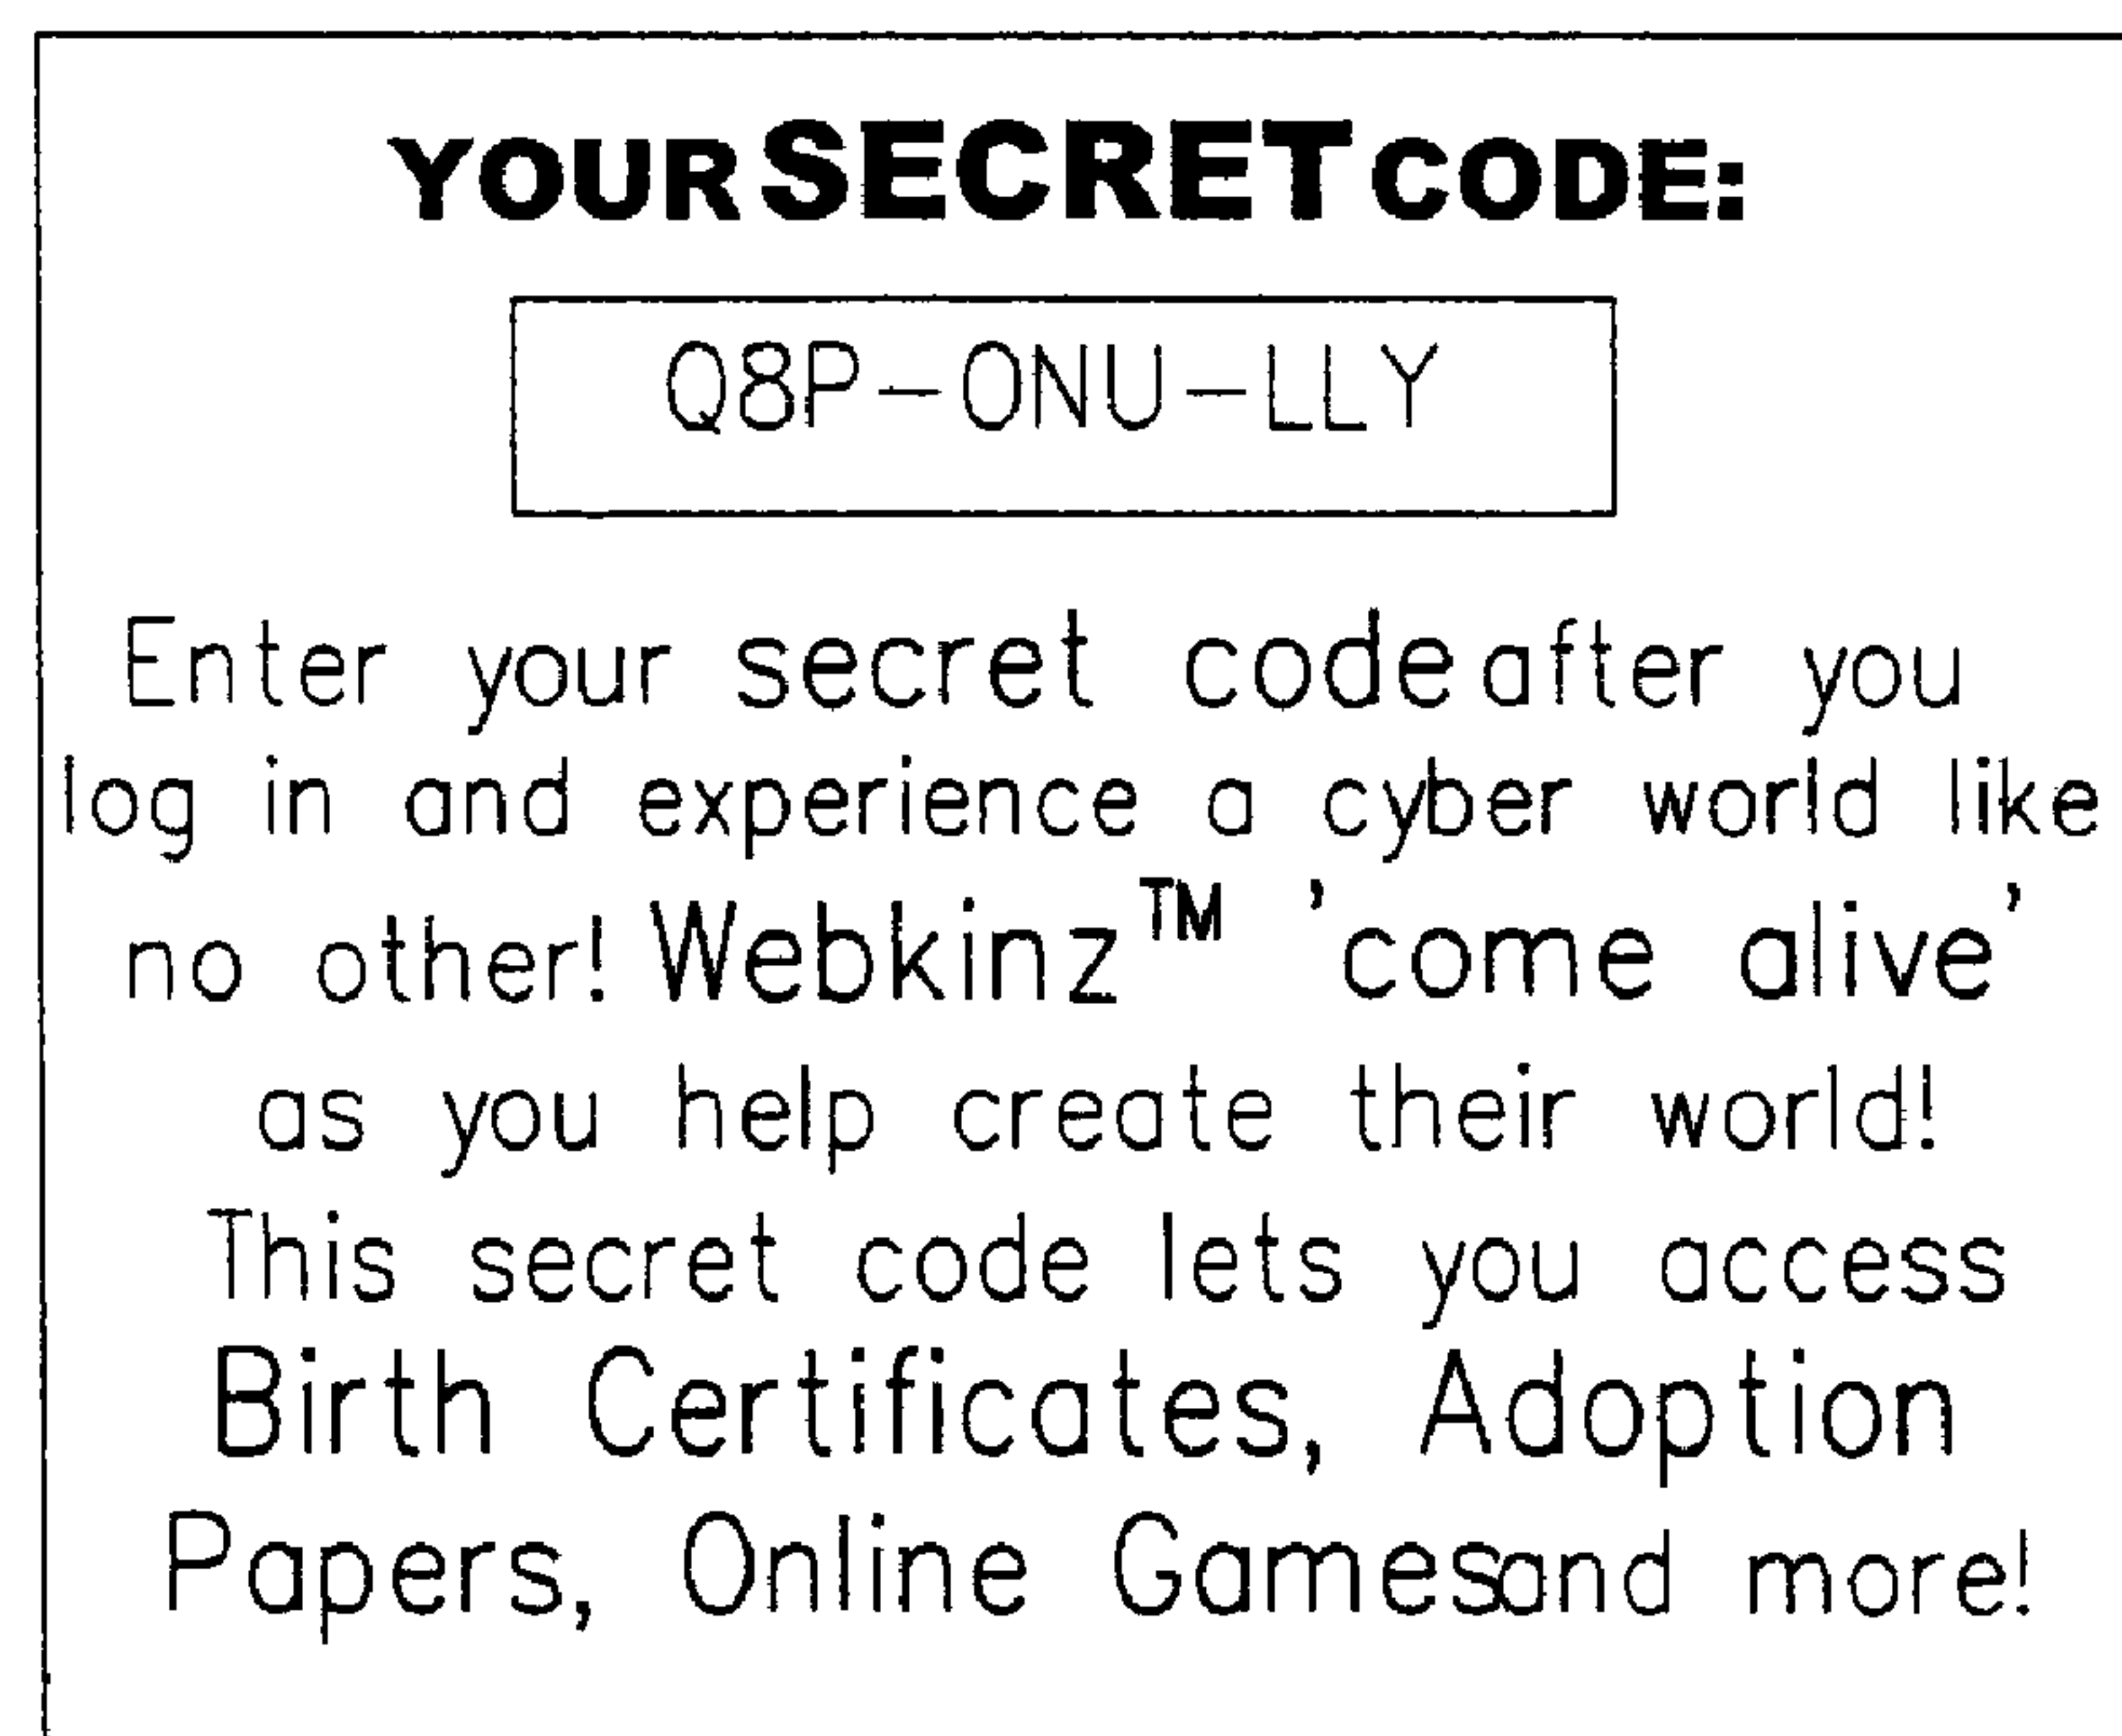 YOUR SECRET CODE:
Q8P-ONU-LLY
Enter your secret code after you
log in and experience a cyber world like
no other! Webkinz™ 'come alive'
as you help create their world!
This secret code lets you access
Birth Certificates, Adoption
Papers, Online Games and more!